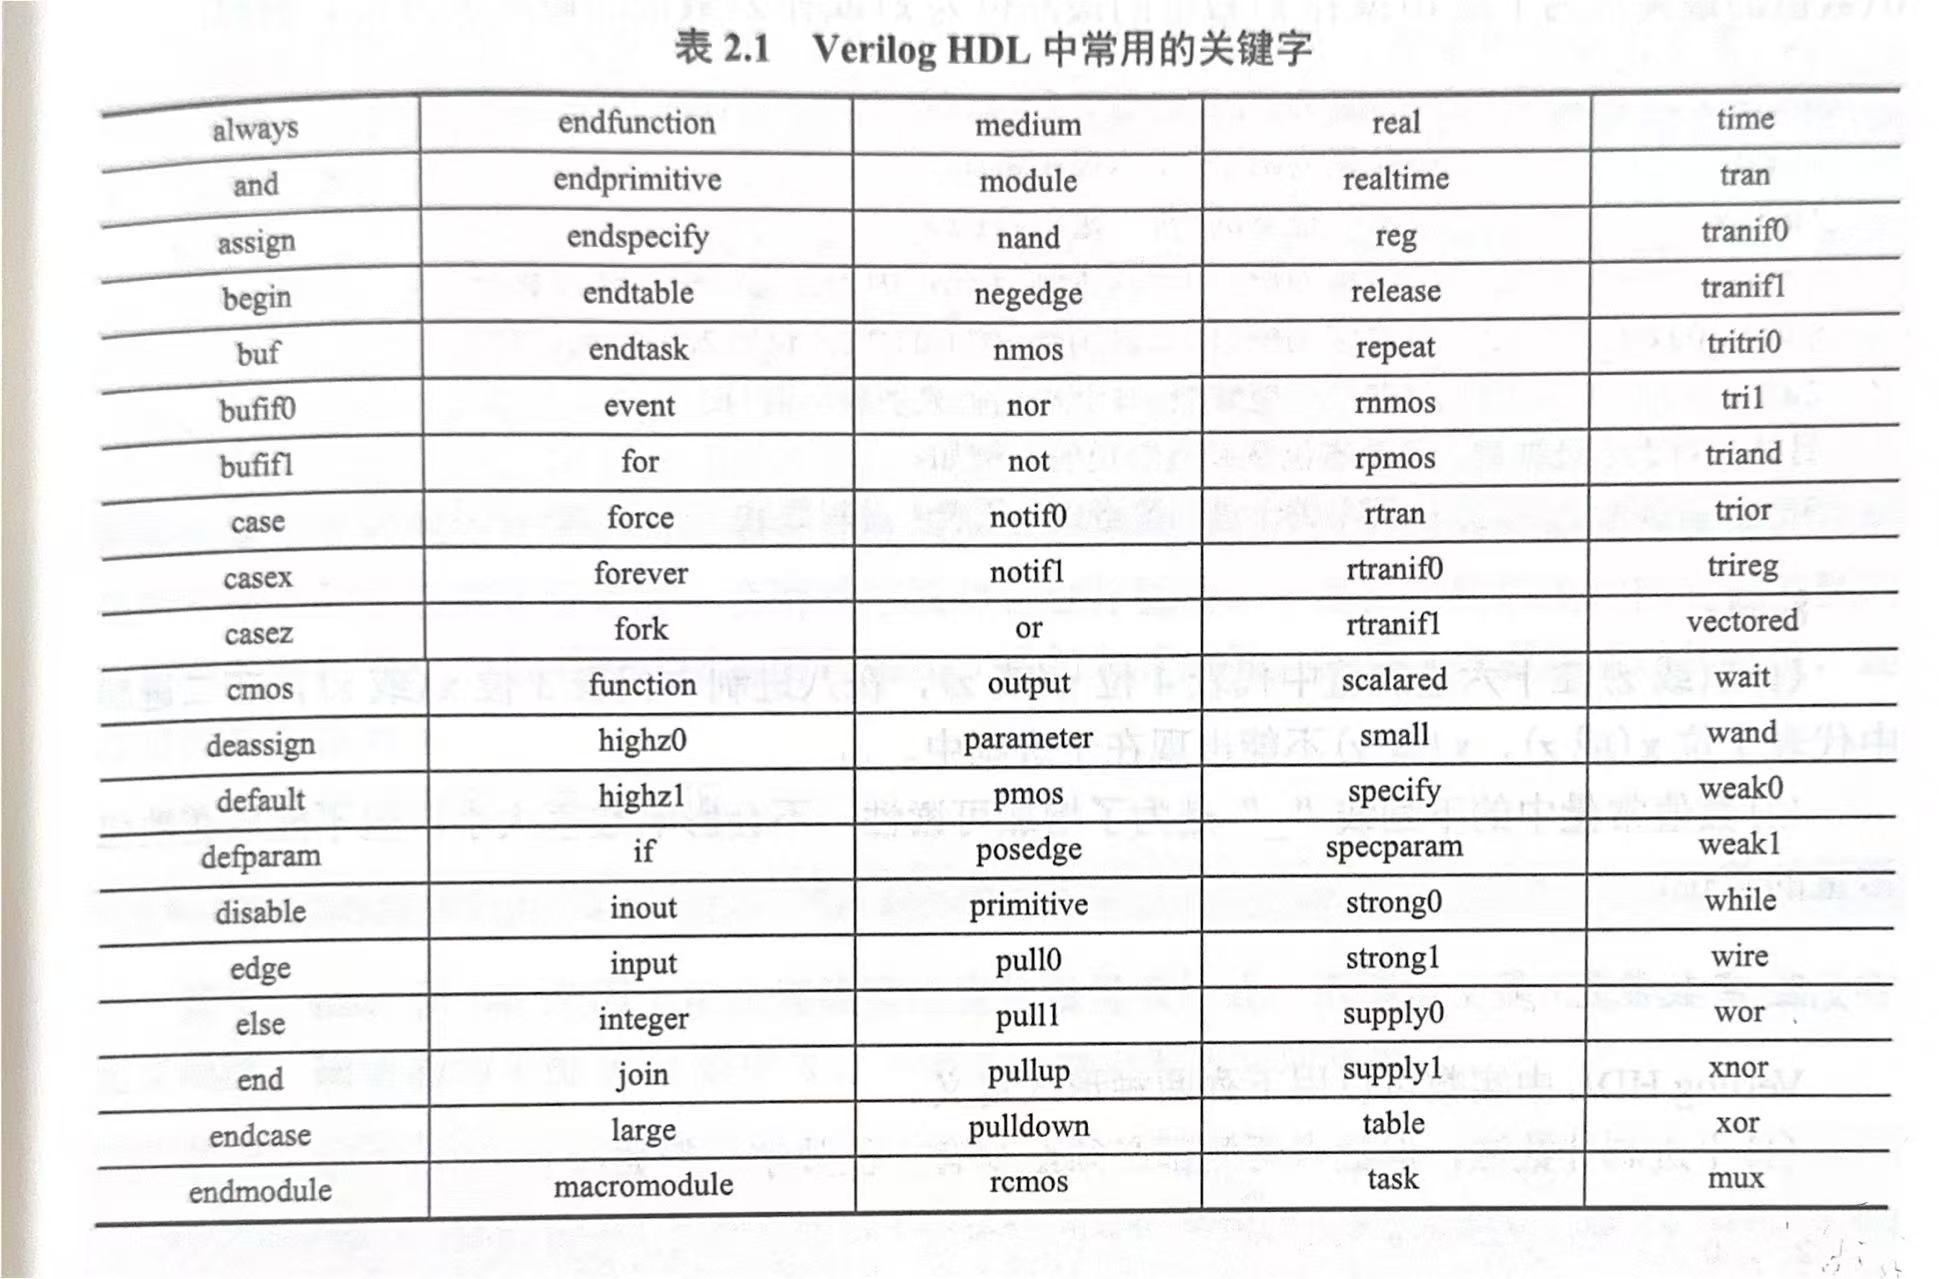 表 2.1 Verilog HDL 中常用的关键字
always endfunction medium real time
and endprimitive module realtime tran
assign endspecify nand reg tranif0
begin endtable negedge release tranif1
buf endtask nmos repeat tritri0
bufif0 event nor rnmos tri1
bufif1 for not rpmos triand
case force notif0 rtran trior
casex forever notif1 rtranif0 trireg
casez fork or rtranif1 vectored
cmos function output scalared wait
deassign highz0 parameter small wand
default highz1 pmos specify weak0
defparam if posedge specparam weak1
disable inout primitive strong0 while
edge input pull0 strong1 wire
else integer pull1 supply0 wor
end join pullup supply1 xnor
endcase large pulldown table xor
endmodule macromodule rcmos task mux